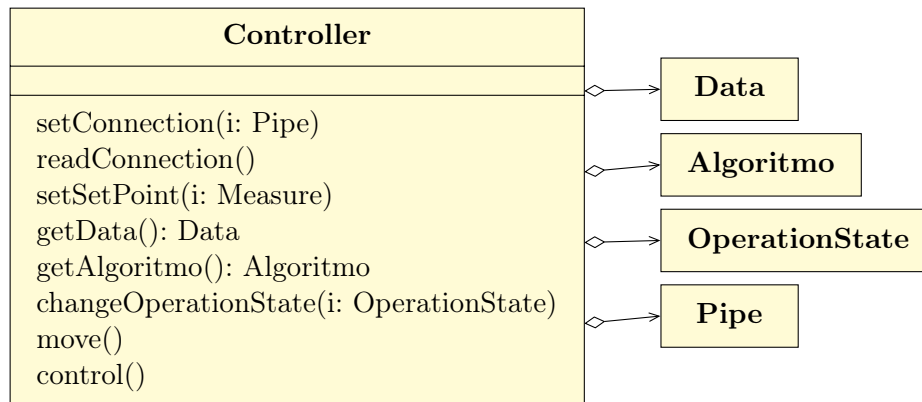 Controller
setConnection(i: Pipe)
readConnection()
setSetPoint(i: Measure)
getData(): Data
getAlgoritmo(): Algoritmo
changeOperationState(i: OperationState)
move()
control()
Data
Algoritmo
OperationState
Pipe